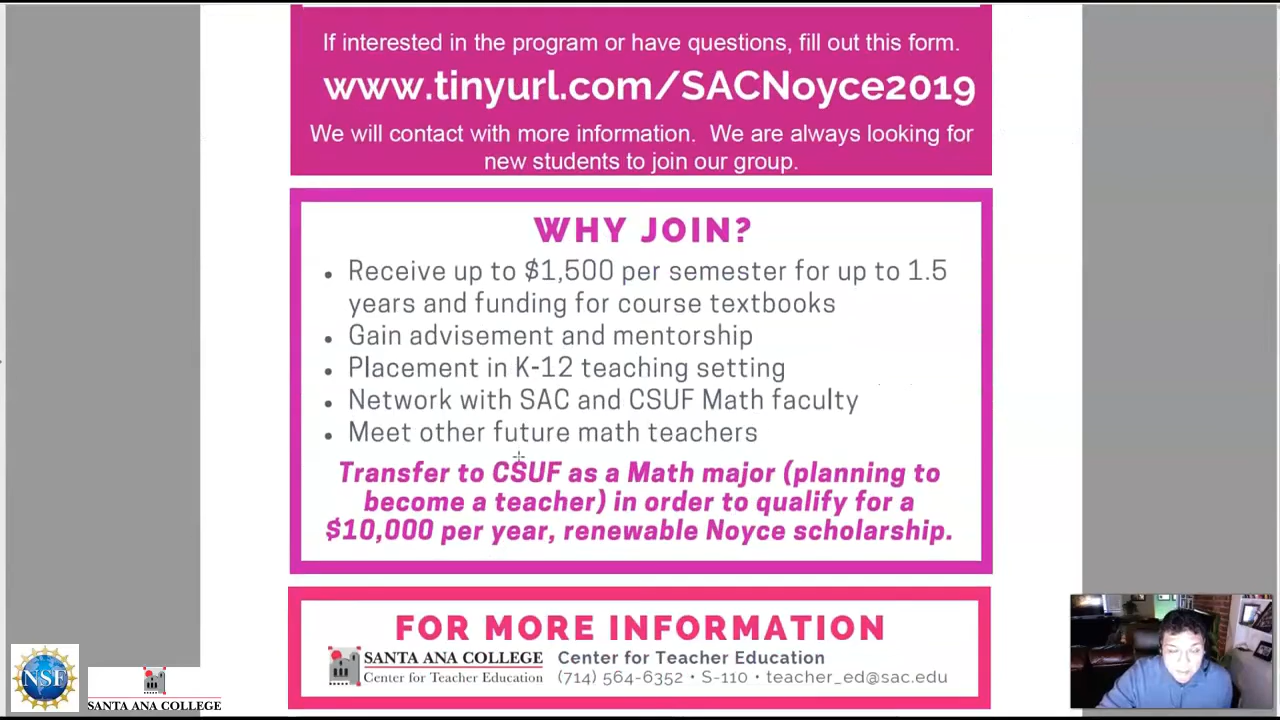 If interested in the program or have questions, fill out this form.
www.tinyurl.com/SACNoyce2019
We will contact with more information. We are always looking for
new students to join our group.
WHY JOIN?
• Receive up to $1,500 per semester for up to 1.5
years and funding for course textbooks
• Gain advisement and mentorship
• Placement in K-12 teaching setting
• Network with SAC and CSUF Math faculty
• Meet other future math teachers
Transfer to CSUF as a Math major (planning to
become a teacher) in order to qualify for a
$10,000 per year, renewable Noyce scholarship.
FOR MORE INFORMATION
SANTA ANA COLLEGE
Center for Teacher Education
Center for Teacher Education
(714) 564-6352 • S-110 • teacher_ed@sac.edu
NSF
SANTA ANA COLLEGE